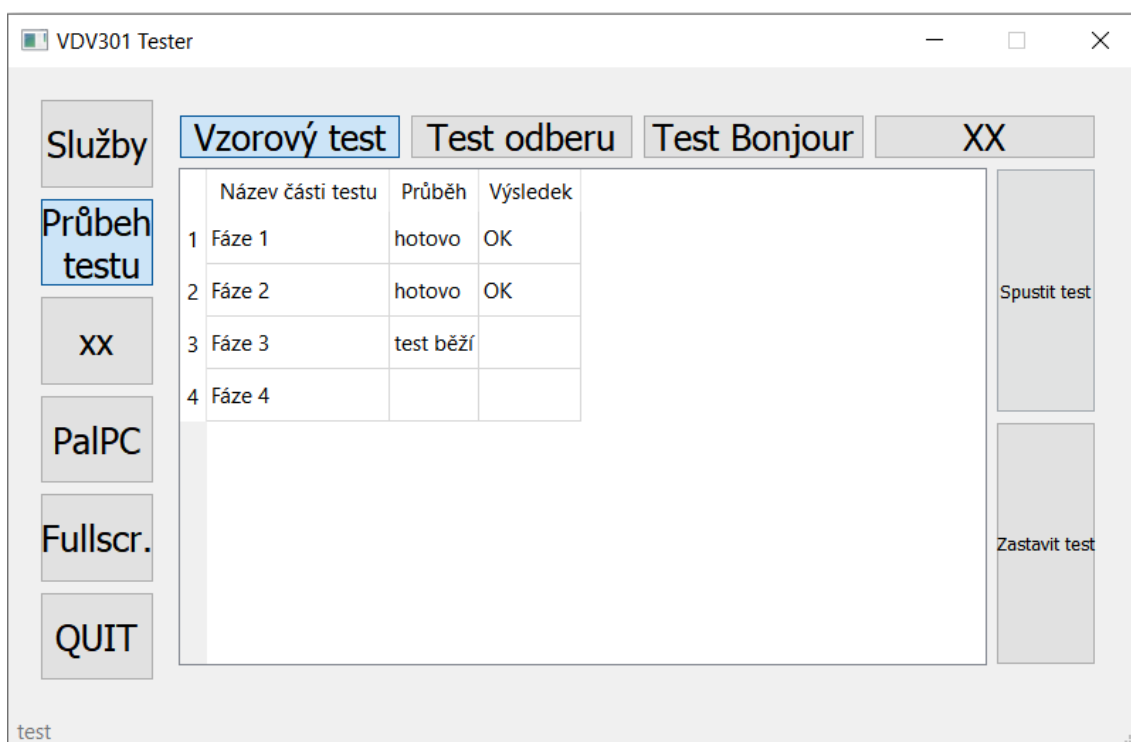 VDV301 Tester
Služby
Průbeh
testu
xx
PalPC
Fullscr.
QUIT
Vzorový test
Test odberu
Test Bonjour
XX
Název části testu Průběh Výsledek
1 Fáze 1 hotovo OK
2 Fáze 2 hotovo OK
3 Fáze 3 test běží
4 Fáze 4
Spustit test
Zastavit test
test